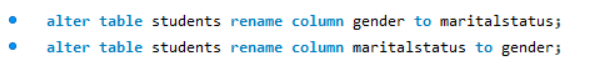 alter table students rename column gender to maritalstatus;
alter table students rename column maritalstatus to gender;